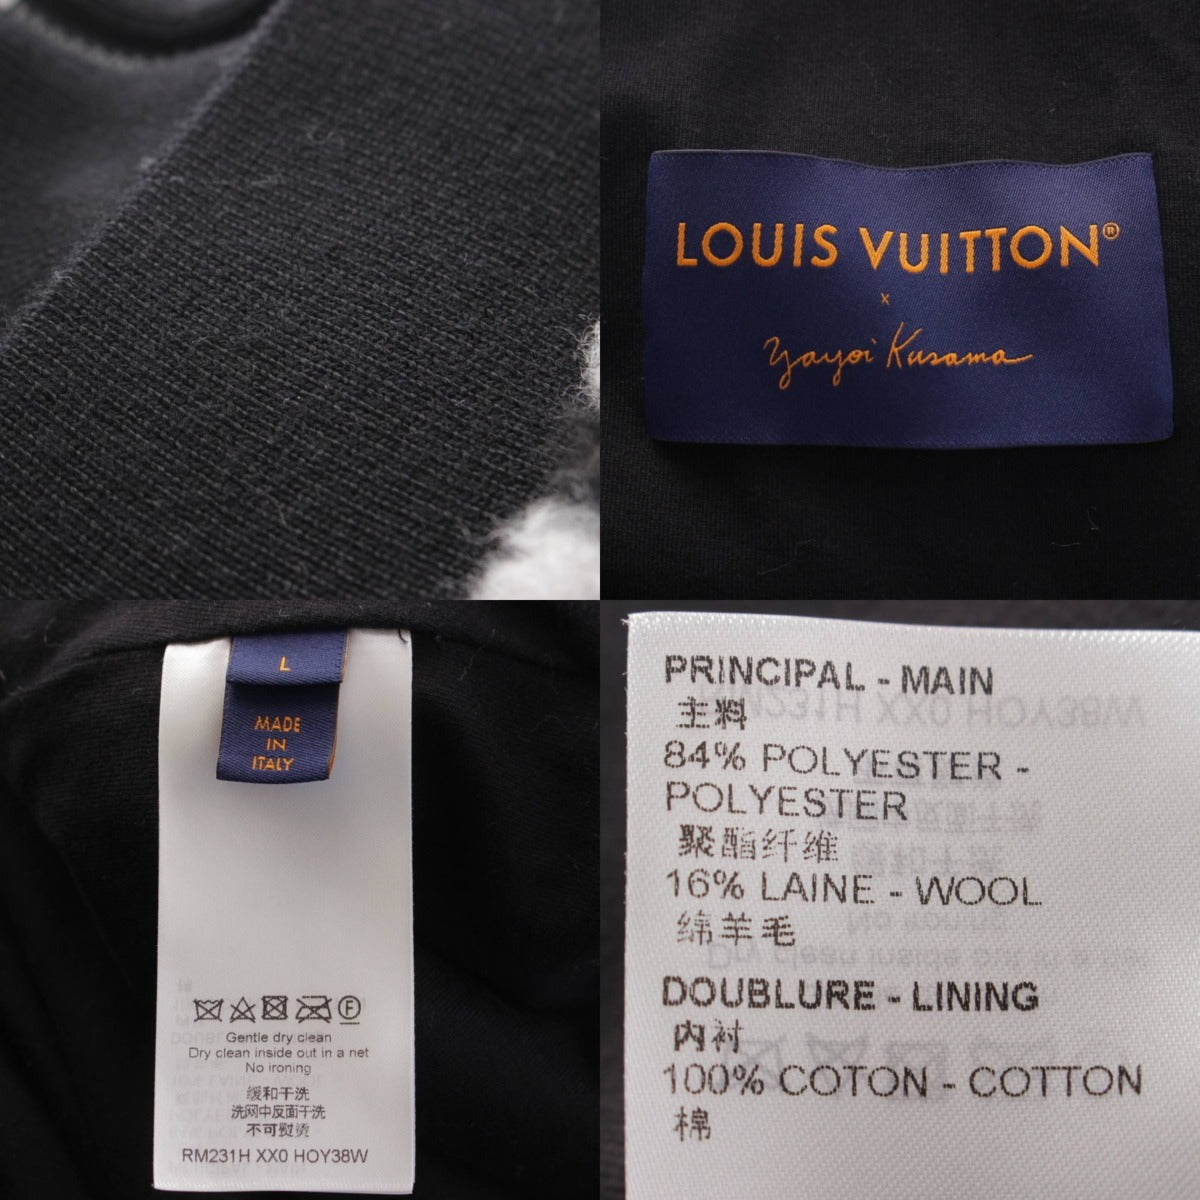 LOUIS VUITTON®
x
Yayoi Kusama
L
MADE
IN
ITALY
F
Gentle dry clean
Dry clean inside out in a net
No ironing
缓和干洗
洗网中反面干洗
不可熨烫
RM231H XX0 HOY38W
PRINCIPAL - MAIN
主料
84% POLYESTER -
POLYESTER
聚酯纤维
16% LAINE - WOOL
绵羊毛
DOUBLURE - LINING
内衬
100% COTON - COTTON
棉